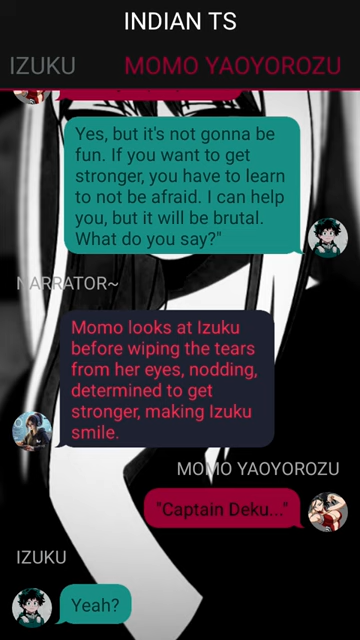 INDIAN TS
IZUKU MOMO YAOYOROZU
Yes, but it's not gonna be
fun. If you want to get
stronger, you have to learn
to not be afraid. I can help
you, but it will be brutal.
What do you say?"
NARRATOR~
Momo looks at Izuku
before wiping the tears
from her eyes, nodding,
determined to get
stronger, making Izuku
smile.
MOMO YAOYOROZU
"Captain Deku..."
IZUKU
Yeah?